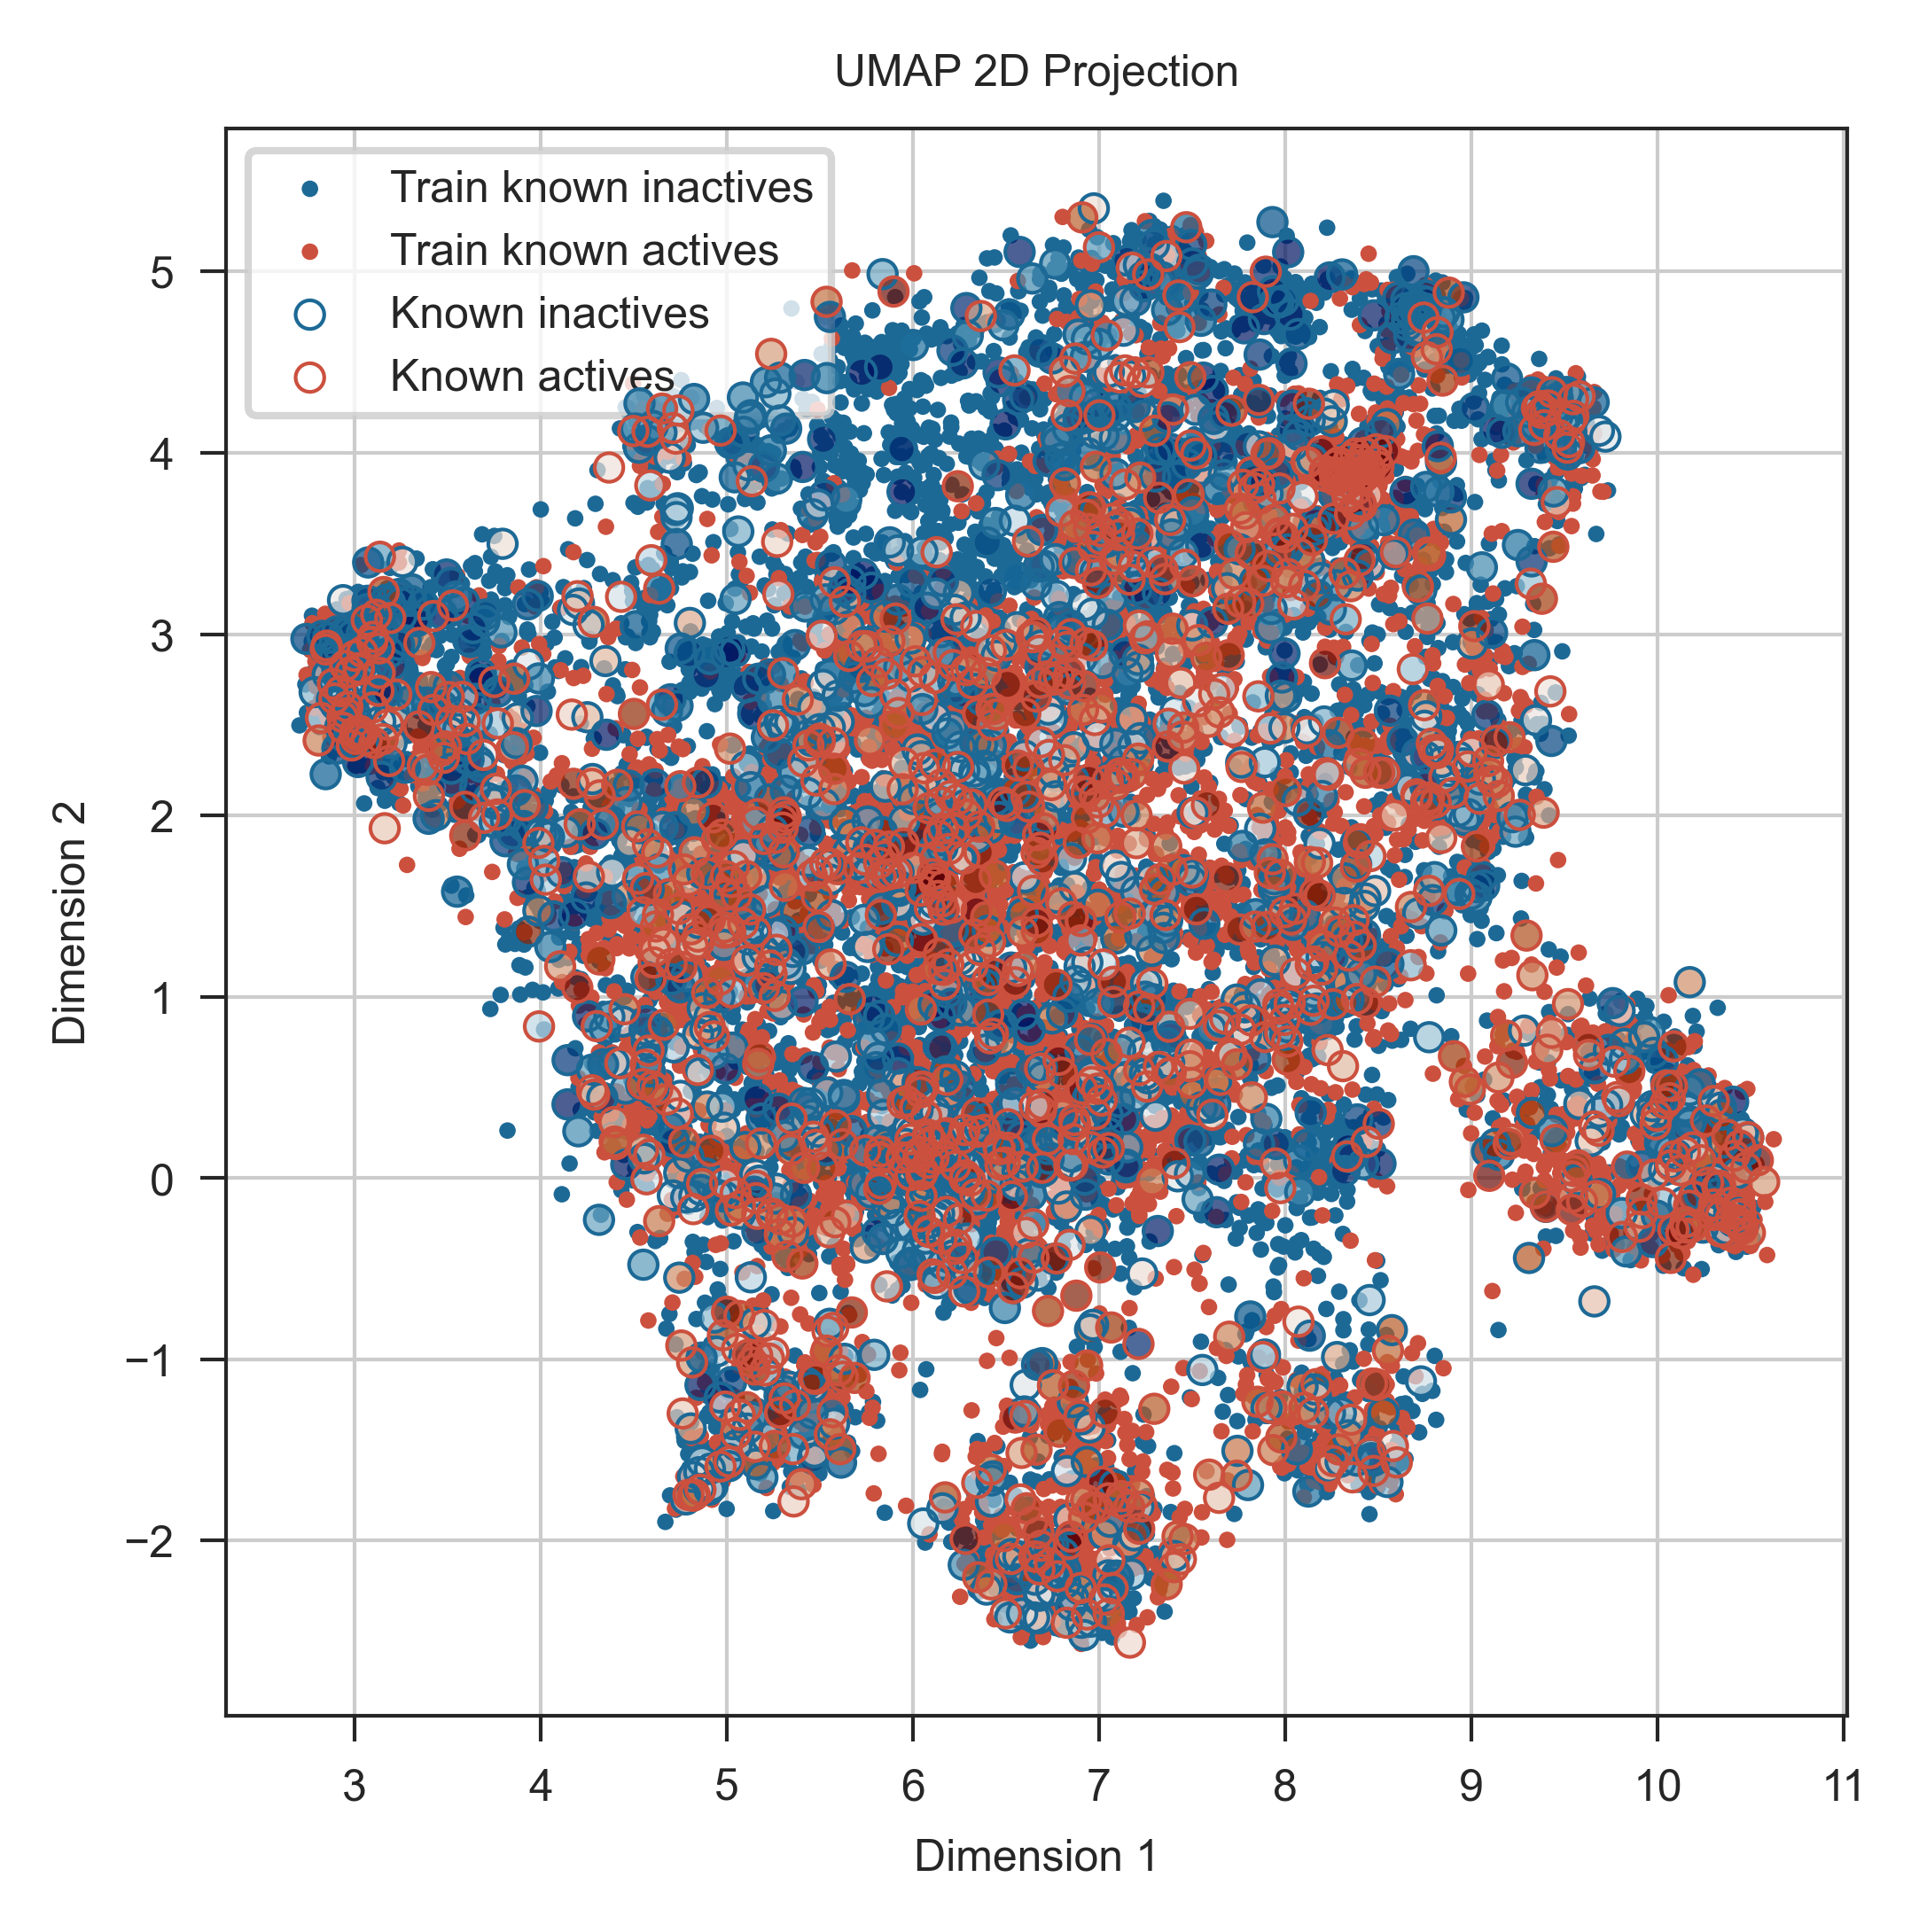 UMAP 2D Projection
Train known inactives
Train known actives
Known inactives
Known actives
5
4
3
2
1
0
−1
−2
Dimension 2
3 4 5 6 7 8 9 10 11
Dimension 1